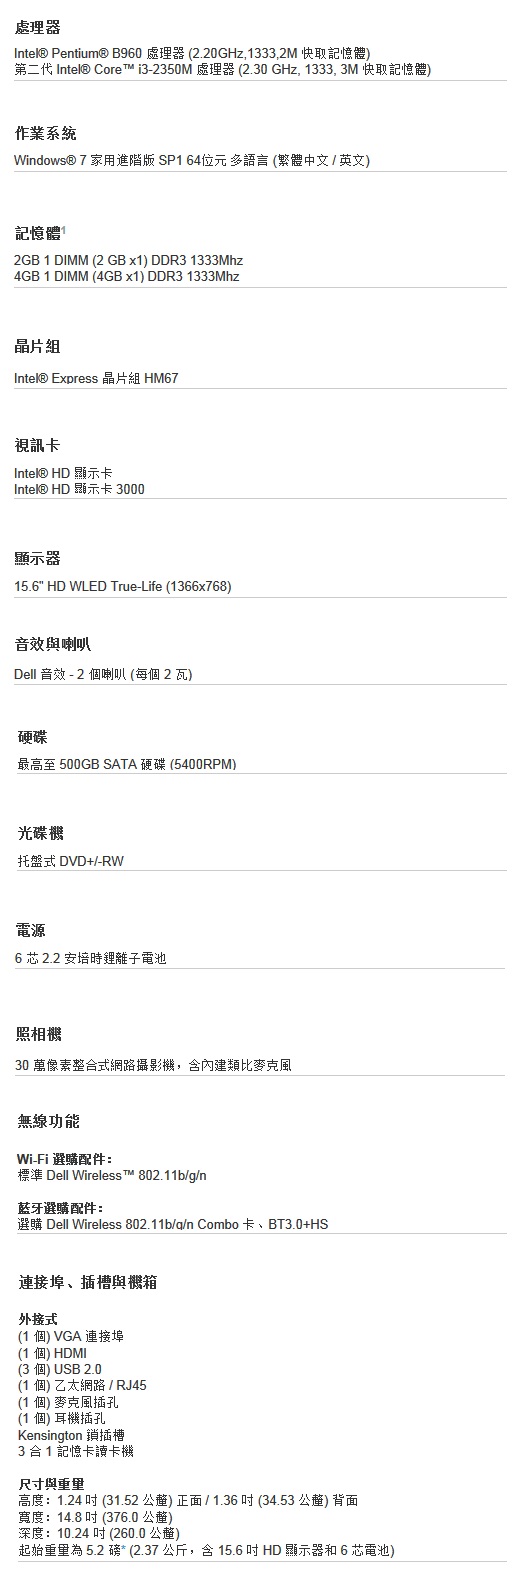 處理器
Intel® Pentium® B960 處理器 (2.20GHz,1333,2M 快取記憶體)
第二代 Intel® Core™ i3-2350M 處理器 (2.30 GHz, 1333, 3M 快取記憶體)
作業系統
Windows® 7 家用進階版 SP1 64位元 多語言 (繁體中文 / 英文)
記憶體¹
2GB 1 DIMM (2 GB x1) DDR3 1333Mhz
4GB 1 DIMM (4GB x1) DDR3 1333Mhz
晶片組
Intel® Express 晶片組 HM67
視訊卡
Intel® HD 顯示卡
Intel® HD 顯示卡 3000
顯示器
15.6" HD WLED True-Life (1366x768)
音效與喇叭
Dell 音效 - 2 個喇叭 (每個 2 瓦)
硬碟
最高至 500GB SATA 硬碟 (5400RPM)
光碟機
托盤式 DVD+/-RW
電源
6 芯 2.2 安培時鋰離子電池
照相機
30 萬像素整合式網路攝影機，含內建類比麥克風
無線功能
Wi-Fi 選購配件：
標準 Dell Wireless™ 802.11b/g/n
藍牙選購配件：
選購 Dell Wireless 802.11b/g/n Combo 卡、BT3.0+HS
連接埠、插槽與機箱
外接式
(1 個) VGA 連接埠
(1 個) HDMI
(3 個) USB 2.0
(1 個) 乙太網路 / RJ45
(1 個) 麥克風插孔
(1 個) 耳機插孔
Kensington 鎖插槽
3 合 1 記憶卡讀卡機
尺寸與重量
高度：1.24 吋 (31.52 公釐) 正面 / 1.36 吋 (34.53 公釐) 背面
寬度：14.8 吋 (376.0 公釐)
深度：10.24 吋 (260.0 公釐)
起始重量為 5.2 磅* (2.37 公斤，含 15.6 吋 HD 顯示器和 6 芯電池)